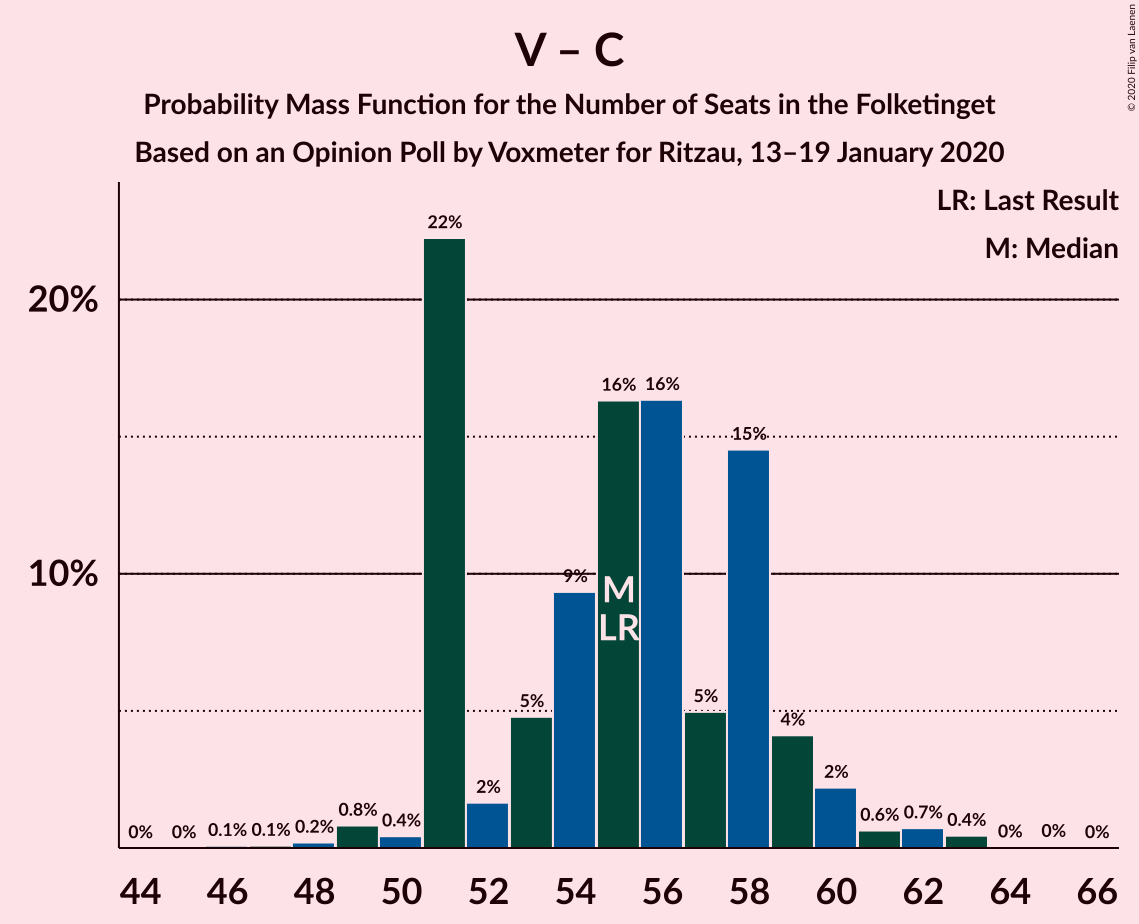 V – C
Probability Mass Function for the Number of Seats in the Folketinget
Based on an Opinion Poll by Voxmeter for Ritzau, 13–19 January 2020
© 2020 Filip van Laenen
LR: Last Result
M: Median
20%
10%
0% 0% 0.1% 0.1% 0.2% 0.8% 0.4% 22% 2% 5% 9% 16% 16% 5% 15% 4% 2% 0.6% 0.7% 0.4% 0% 0% 0%
M
LR
44 46 48 50 52 54 56 58 60 62 64 66